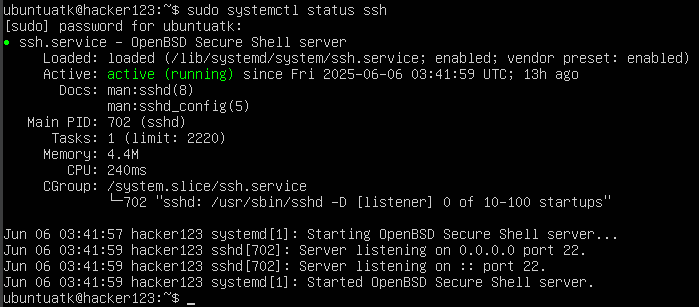 ubuntuatk@hacker123:~$ sudo systemctl status ssh
[sudo] password for ubuntuatk:
● ssh.service - OpenBSD Secure Shell server
     Loaded: loaded (/lib/systemd/system/ssh.service; enabled; vendor preset: enabled)
     Active: active (running) since Fri 2025-06-06 03:41:59 UTC; 13h ago
       Docs: man:sshd(8)
             man:sshd_config(5)
   Main PID: 702 (sshd)
      Tasks: 1 (limit: 2220)
     Memory: 4.4M
        CPU: 240ms
     CGroup: /system.slice/ssh.service
             └─702 "sshd: /usr/sbin/sshd -D [listener] 0 of 10-100 startups"
Jun 06 03:41:57 hacker123 systemd[1]: Starting OpenBSD Secure Shell server...
Jun 06 03:41:59 hacker123 sshd[702]: Server listening on 0.0.0.0 port 22.
Jun 06 03:41:59 hacker123 sshd[702]: Server listening on :: port 22.
Jun 06 03:41:59 hacker123 systemd[1]: Started OpenBSD Secure Shell server.
ubuntuatk@hacker123:~$ _